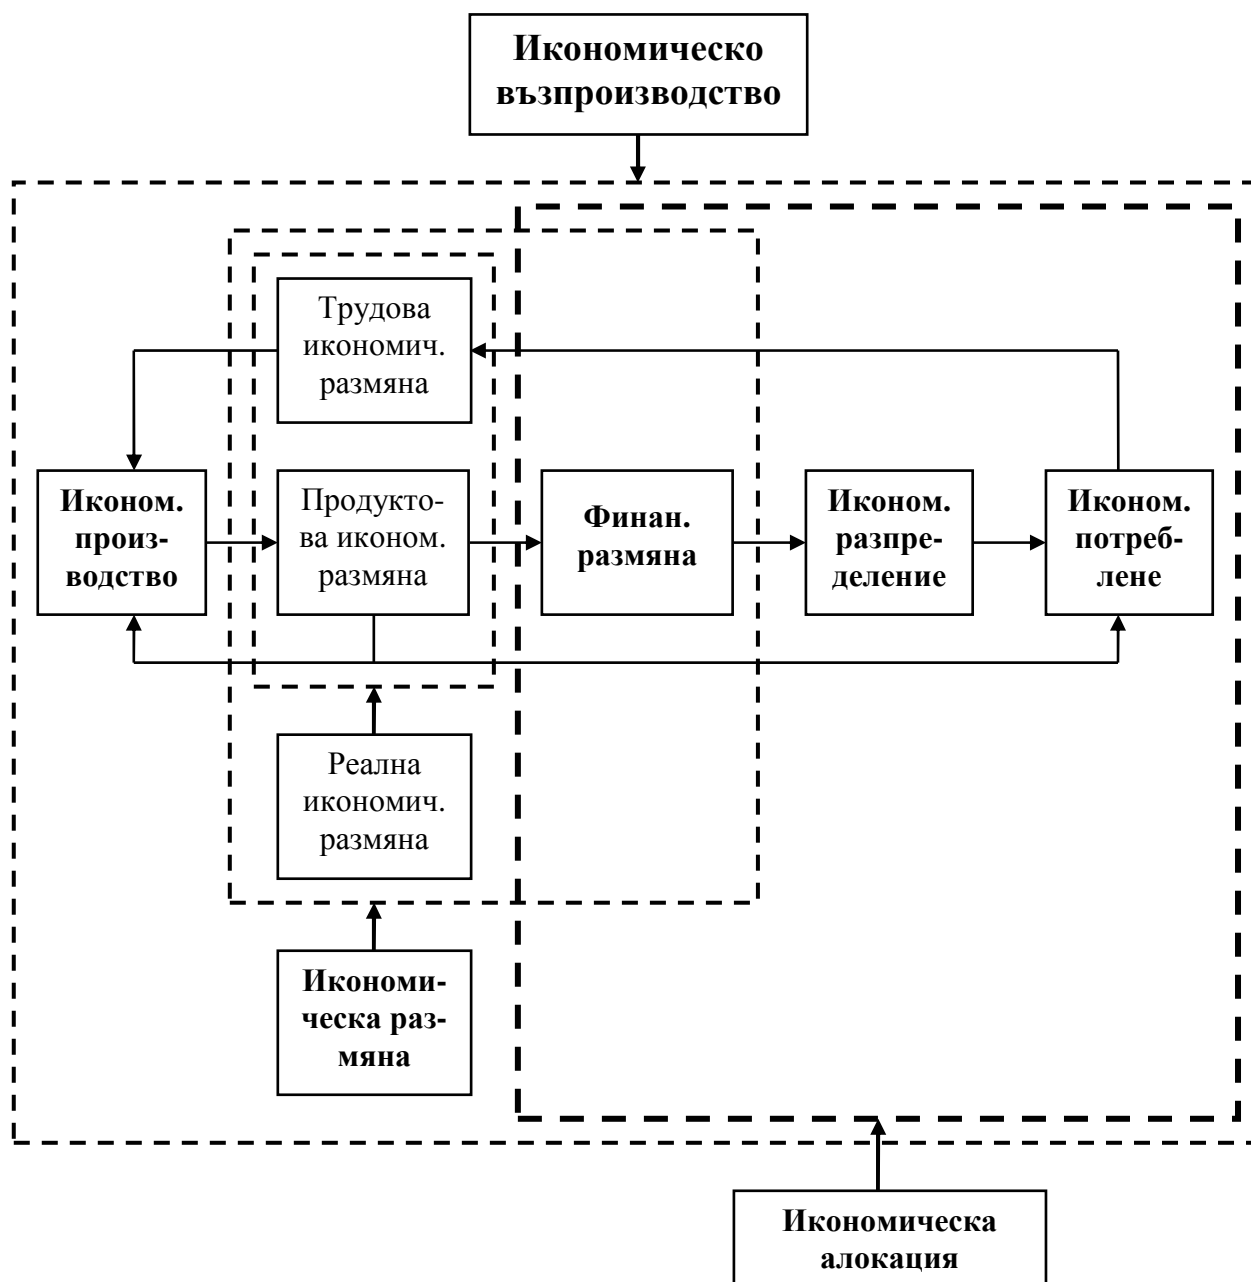 Икономическо
възпроизводство
Трудова
икономич.
размяна
Иконом.
произ-
водство
Продукто-
ва иконом.
размяна
Финан.
размяна
Иконом.
разпре-
деление
Иконом.
потреб-
лене
Реална
икономич.
размяна
Икономи-
ческа раз-
мяна
Икономическа
алокация